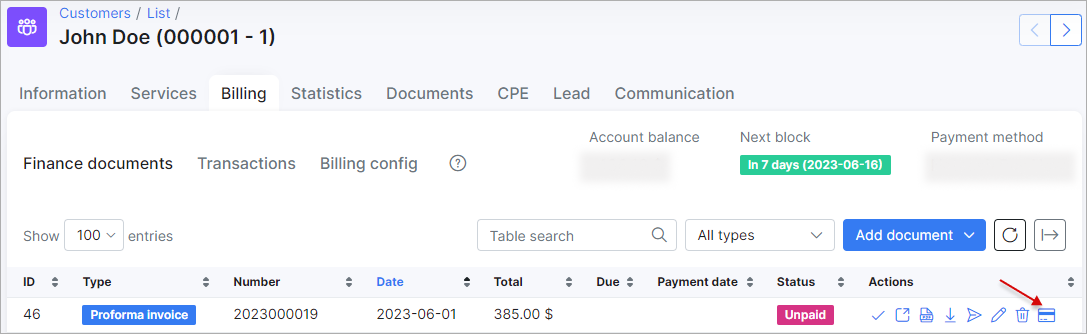 Customers / List /
John Doe (000001 - 1)
Information Services Billing Statistics Documents CPE Lead Communication
Account balance Next block Payment method
Finance documents Transactions Billing config ?
In 7 days (2023-06-16)
Show 100 entries Table search All types Add document
ID Type Number Date Total Due Payment date Status Actions
46 Proforma invoice 2023000019 2023-06-01 385.00 $ Unpaid